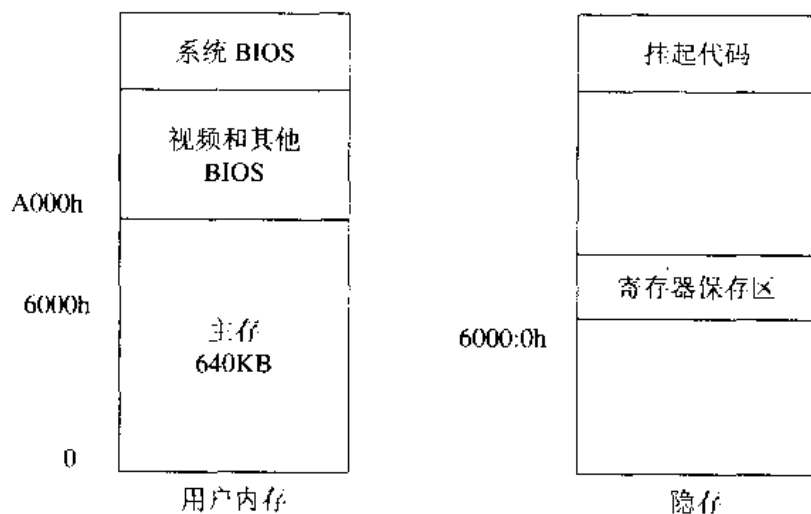 系统 BIOS
视频和其他
BIOS
A000h
6000h
主存
640KB
0
用户内存
挂起代码
寄存器保存区
6000:0h
隐存